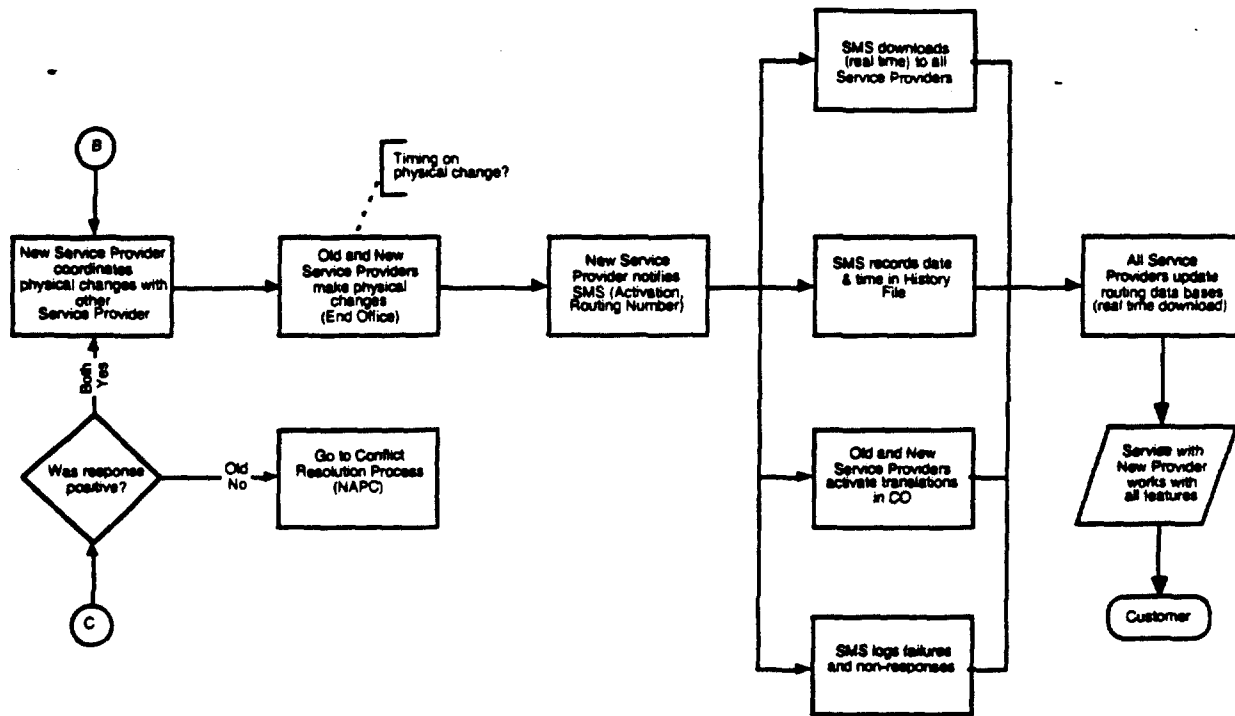 SMS downloads
(real time) to all
Service Providers
B
Timing on
physical change?
New Service Provider
coordinates
physical changes with
other
Service Provider
Old and New
Service Providers
make physical
changes
(End Office)
New Service
Provider notifies
SMS (Activation,
Routing Number)
SMS records date
& time in History
File
All Service
Providers update
routing data bases
(real time download)
Both
Yes
Was response
positive?
Old
No
Go to Conflict
Resolution Process
(NAPC)
Old and New
Service Providers
activate translations
in CO
Service with
New Provider
works with
all features
C
SMS logs failures
and non-responses
Customer